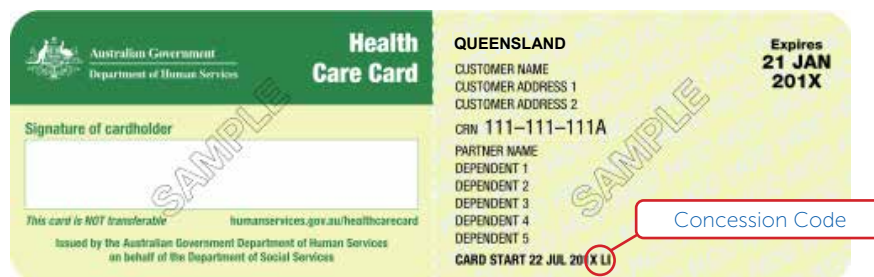 Australian Government
Department of Human Services
Health
Care Card
Signature of cardholder
SAMPLE
This card is NOT transferable
humanservices.gov.au/healthcarecard
Issued by the Australian Government Department of Human Services
on behalf of the Department of Social Services
QUEENSLAND
Expires
21 JAN
201X
CUSTOMER NAME
CUSTOMER ADDRESS 1
CUSTOMER ADDRESS 2
CRN 111-111-111A
PARTNER NAME
DEPENDENT 1
DEPENDENT 2
DEPENDENT 3
DEPENDENT 4
DEPENDENT 5
CARD START 22 JUL 201X LI
SAMPLE
Concession Code